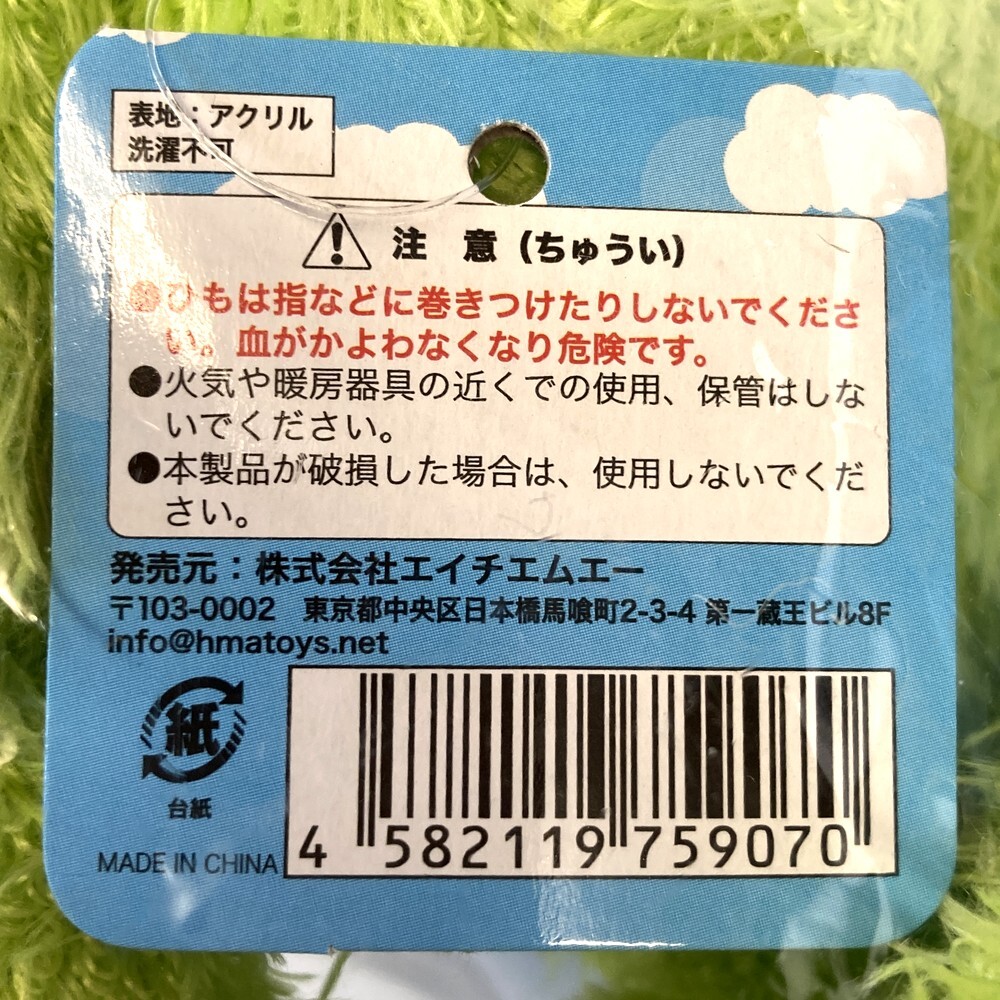 表地：アクリル
洗濯不可
注 意（ちゅうい）
●ひもは指などに巻きつけたりしないでくださ
い。血がかよわなくなり危険です。
●火気や暖房器具の近くでの使用、保管はしな
いでください。
●本製品が破損した場合は、使用しないでくだ
さい。
発売元：株式会社エイチエムエー
〒103-0002 東京都中央区日本橋馬喰町2-3-4 第一蔵王ビル8F
info@hmatoys.net
紙
台紙
MADE IN CHINA
4 582119 759070